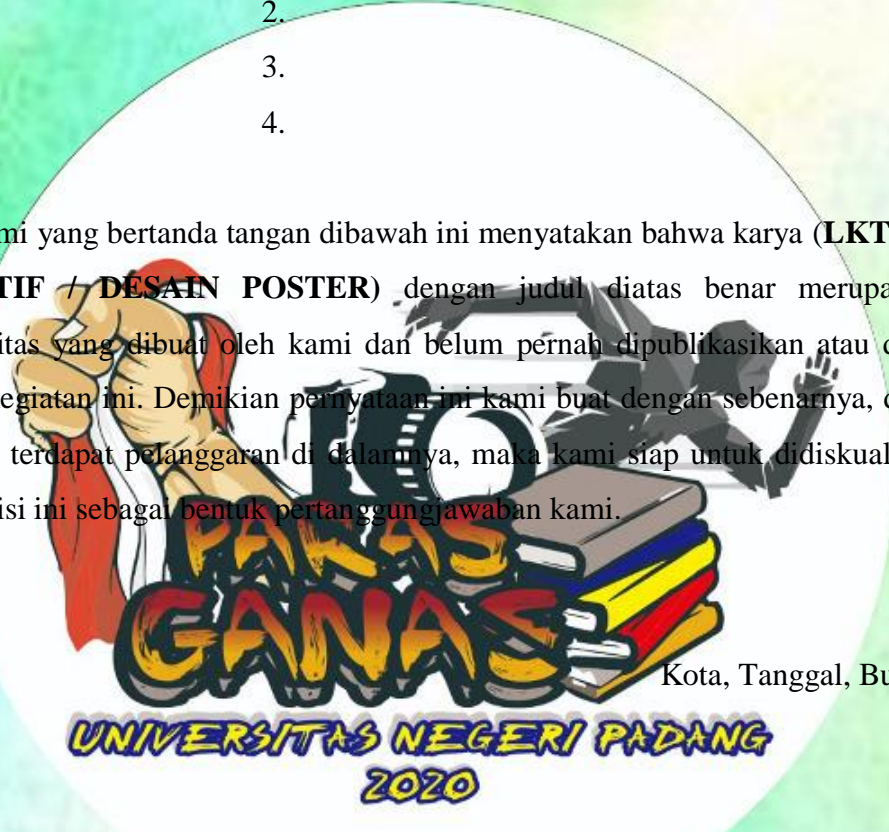 2.
3.
4.
mi yang bertanda tangan dibawah ini menyatakan bahwa karya (LKT
TIF / DESAIN POSTER) dengan judul diatas benar merupa
itas yang dibuat oleh kami dan belum pernah dipublikasikan atau d
egiatan ini. Demikian pernyataan ini kami buat dengan sebenarnya, d
terdapat pelanggaran di dalamnya, maka kami siap untuk didiskual
isi ini sebagai bentuk pertanggungjawaban kami.
PAKAS
GANAS
Kota, Tanggal, Bu
UNIVERSITAS NEGERI PADANG
2020